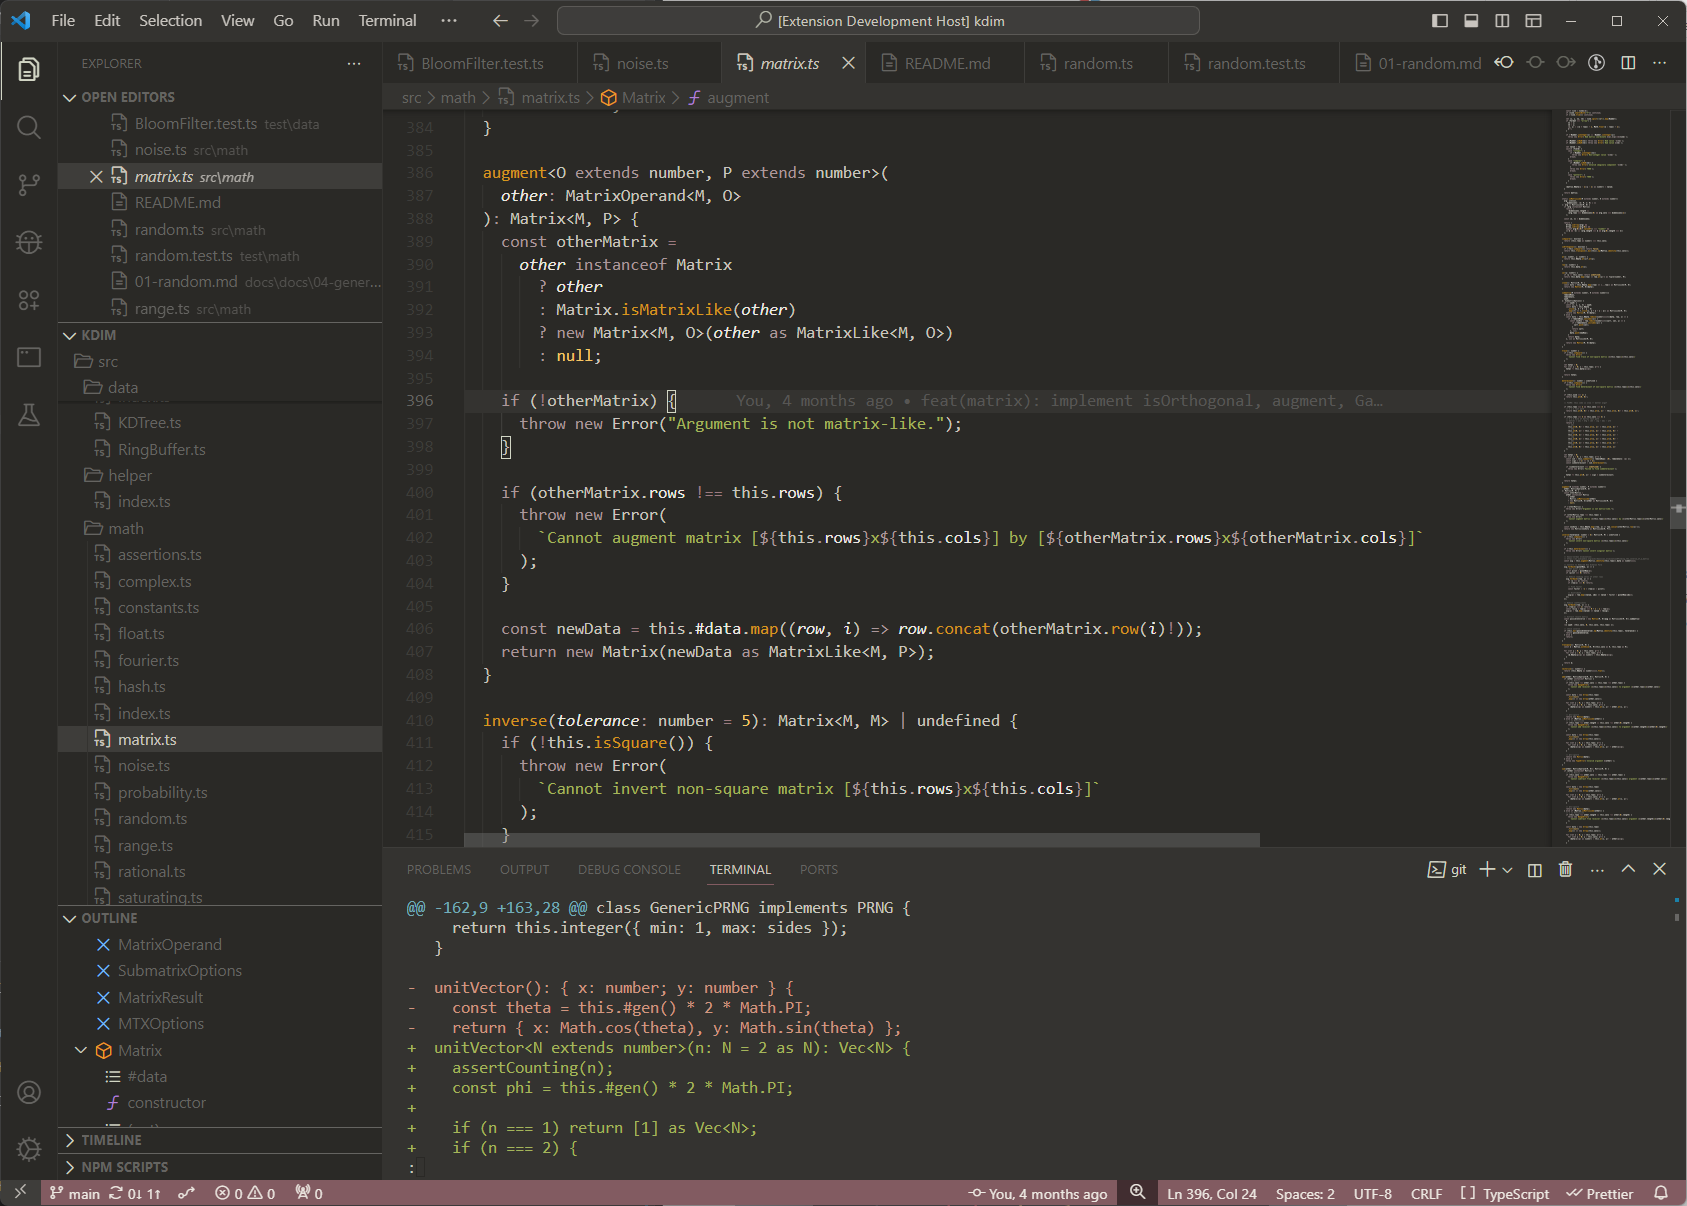 File Edit Selection View Go Run Terminal ··· [Extension Development Host] kdim
EXPLORER ···
OPEN EDITORS
BloomFilter.test.ts test\data
noise.ts src\math
matrix.ts src\math
README.md
random.ts src\math
random.test.ts test\math
01-random.md docs\docs\04-gener...
range.ts src\math
KDIM
src
data
KDTree.ts
RingBuffer.ts
helper
index.ts
math
assertions.ts
complex.ts
constants.ts
float.ts
fourier.ts
hash.ts
index.ts
matrix.ts
noise.ts
probability.ts
random.ts
range.ts
rational.ts
saturating.ts
OUTLINE
MatrixOperand
SubmatrixOptions
MatrixResult
MTXOptions
Matrix
#data
constructor
TIMELINE
NPM SCRIPTS
BloomFilter.test.ts noise.ts matrix.ts README.md random.ts random.test.ts 01-random.md
src > math > matrix.ts > Matrix > augment
384 }
385
386 augment<O extends number, P extends number>(
387 other: MatrixOperand<M, O>
388 ): Matrix<M, P> {
389 const otherMatrix =
390 other instanceof Matrix
391 ? other
392 : Matrix.isMatrixLike(other)
393 ? new Matrix<M, O>(other as MatrixLike<M, O>)
394 : null;
395
396 if (!otherMatrix) { You, 4 months ago • feat(matrix): implement isOrthogonal, augment, Ga…
397 throw new Error("Argument is not matrix-like.");
398 }
399
400 if (otherMatrix.rows !== this.rows) {
401 throw new Error(
402 `Cannot augment matrix [${this.rows}x${this.cols}] by [${otherMatrix.rows}x${otherMatrix.cols}]`
403 );
404 }
405
406 const newData = this.#data.map((row, i) => row.concat(otherMatrix.row(i)!));
407 return new Matrix(newData as MatrixLike<M, P>);
408 }
409
410 inverse(tolerance: number = 5): Matrix<M, M> | undefined {
411 if (!this.isSquare()) {
412 throw new Error(
413 `Cannot invert non-square matrix [${this.rows}x${this.cols}]`
414 );
415 }
PROBLEMS OUTPUT DEBUG CONSOLE TERMINAL PORTS git
@@ -162,9 +163,28 @@ class GenericPRNG implements PRNG {
return this.integer({ min: 1, max: sides });
}
- unitVector(): { x: number; y: number } {
- const theta = this.#gen() * 2 * Math.PI;
- return { x: Math.cos(theta), y: Math.sin(theta) };
+ unitVector<N extends number>(n: N = 2 as N): Vec<N> {
+ assertCounting(n);
+ const phi = this.#gen() * 2 * Math.PI;
+
+ if (n === 1) return [1] as Vec<N>;
+ if (n === 2) {
:
main 0↓ 1↑ 0 0 0 You, 4 months ago Ln 396, Col 24 Spaces: 2 UTF-8 CRLF [ ] TypeScript Prettier